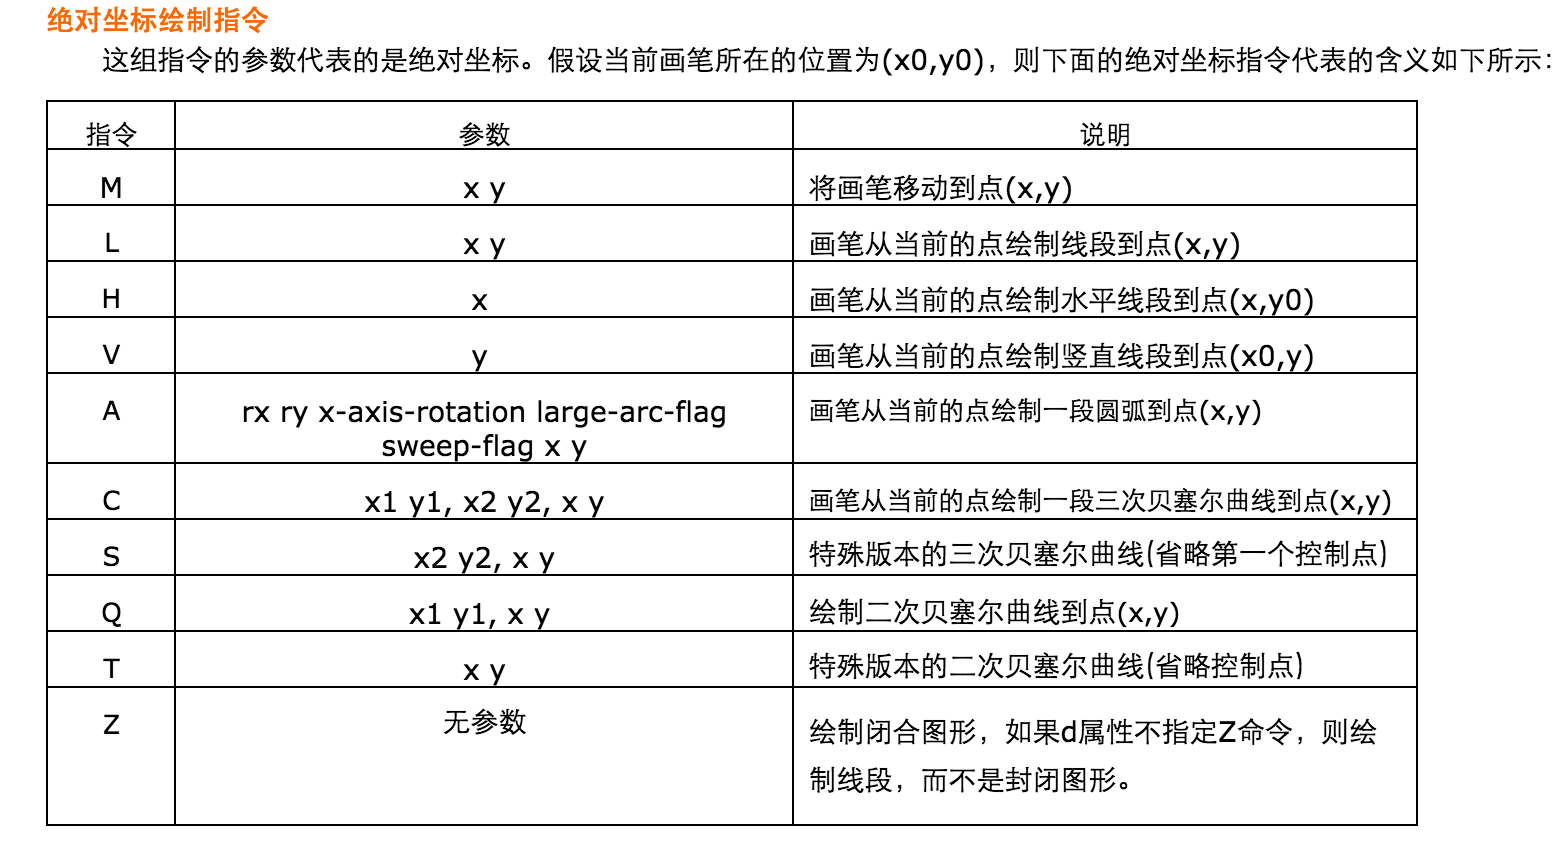 绝对坐标绘制指令
这组指令的参数代表的是绝对坐标。假设当前画笔所在的位置为(x0,y0)，则下面的绝对坐标指令代表的含义如下所示：
指令 参数 说明
M x y 将画笔移动到点(x,y)
L x y 画笔从当前的点绘制线段到点(x,y)
H x 画笔从当前的点绘制水平线段到点(x,y0)
V y 画笔从当前的点绘制竖直线段到点(x0,y)
A rx ry x-axis-rotation large-arc-flag 画笔从当前的点绘制一段圆弧到点(x,y)
sweep-flag x y
C x1 y1, x2 y2, x y 画笔从当前的点绘制一段三次贝塞尔曲线到点(x,y)
S x2 y2, x y 特殊版本的三次贝塞尔曲线(省略第一个控制点)
Q x1 y1, x y 绘制二次贝塞尔曲线到点(x,y)
T x y 特殊版本的二次贝塞尔曲线(省略控制点)
Z 无参数 绘制闭合图形，如果d属性不指定Z命令，则绘
制线段，而不是封闭图形。